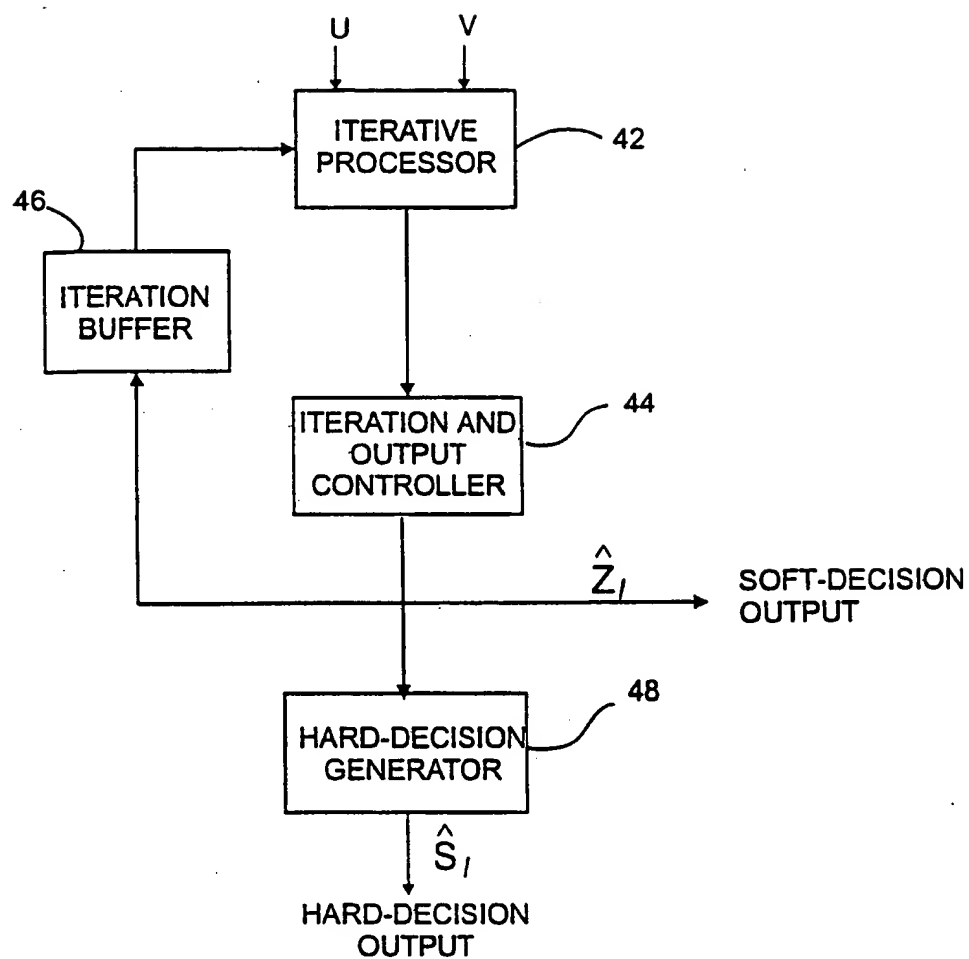 U V
ITERATIVE
PROCESSOR
42
46
ITERATION
BUFFER
ITERATION AND
OUTPUT
CONTROLLER
44
Ẑ_l
SOFT-DECISION
OUTPUT
HARD-DECISION
GENERATOR
48
Ŝ_l
HARD-DECISION
OUTPUT